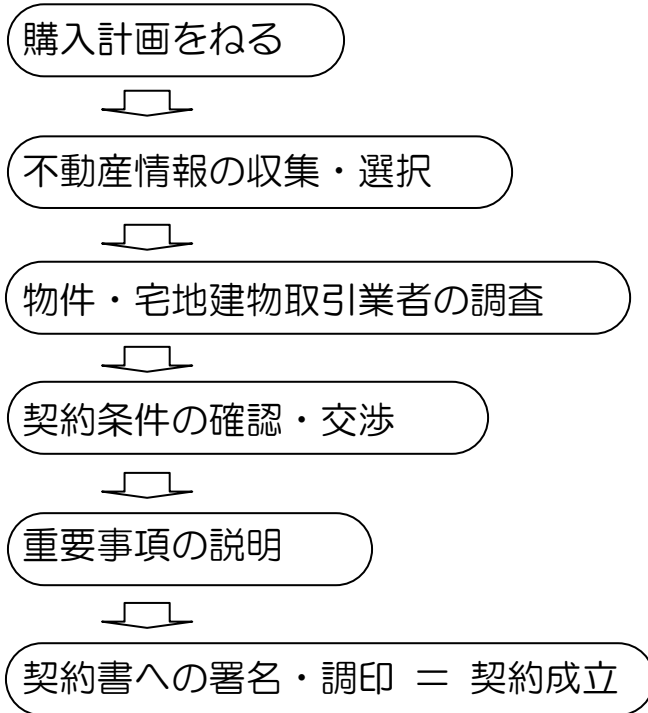 購入計画をねる
不動産情報の収集・選択
物件・宅地建物取引業者の調査
契約条件の確認・交渉
重要事項の説明
契約書への署名・調印 ＝ 契約成立